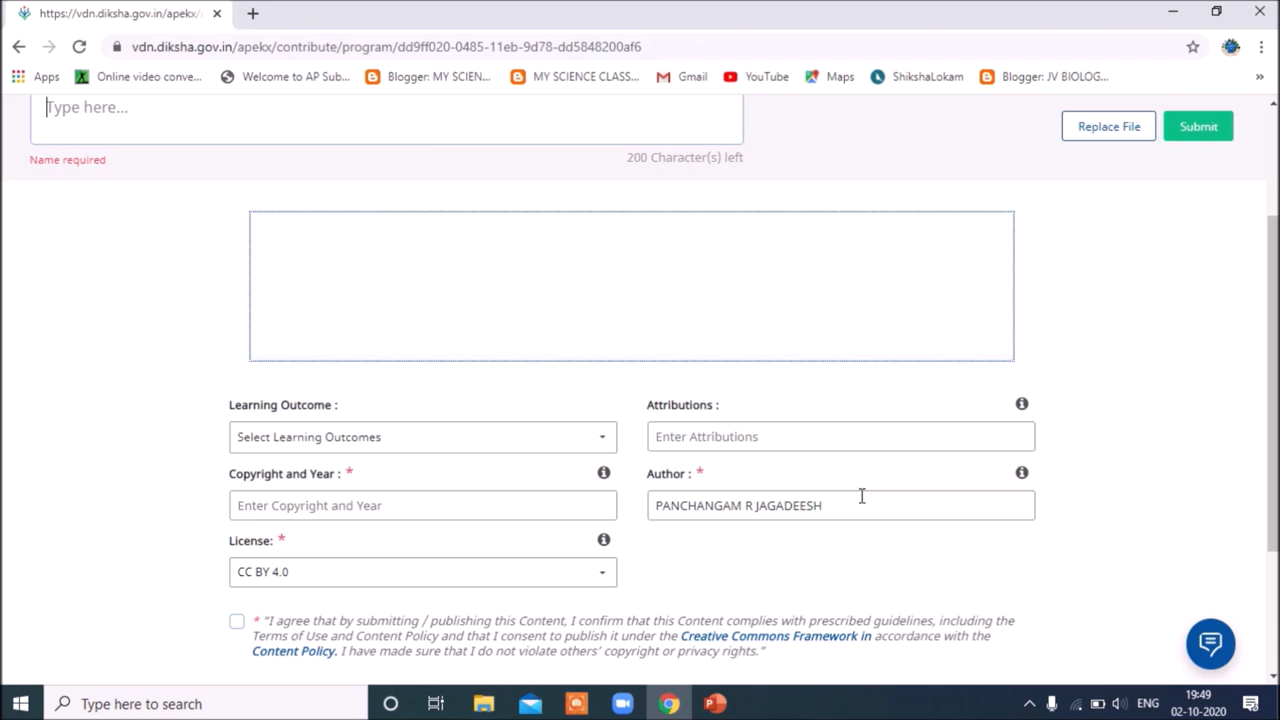 https://vdn.diksha.gov.in/apekx/c
vdn.diksha.gov.in/apekx/contribute/program/dd9ff020-0485-11eb-9d78-dd5848200af6
Apps
Online video conve...
Welcome to AP Sub...
Blogger: MY SCIEN...
MY SCIENCE CLASS...
Gmail
YouTube
Maps
ShikshaLokam
Blogger: JV BIOLOG...
»
Type here...
Replace File
Submit
Name required
200 Character(s) left
Learning Outcome :
Attributions :
Select Learning Outcomes
Enter Attributions
Copyright and Year : *
Author : *
Enter Copyright and Year
PANCHANGAM R JAGADEESH
License: *
CC BY 4.0
* “I agree that by submitting / publishing this Content, I confirm that this Content complies with prescribed guidelines, including the
Terms of Use and Content Policy and that I consent to publish it under the Creative Commons Framework in accordance with the
Content Policy. I have made sure that I do not violate others’ copyright or privacy rights.”
Type here to search
ENG
19:49
02-10-2020